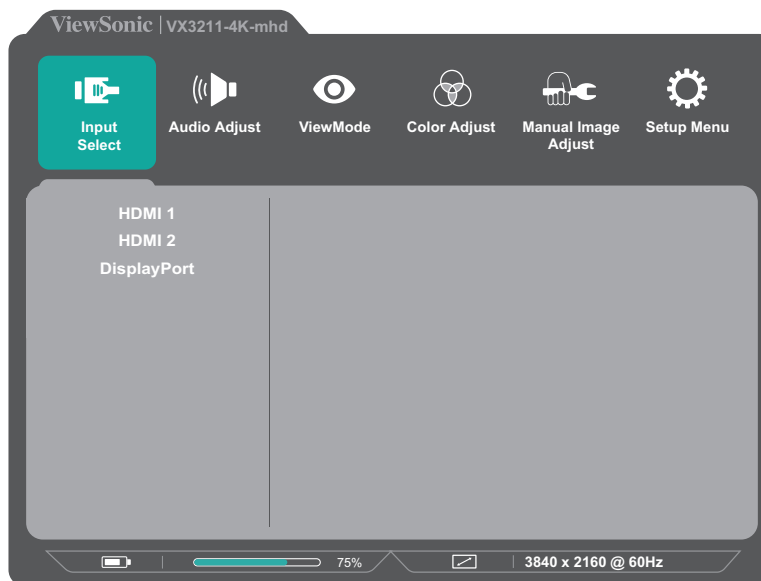 ViewSonic | VX3211-4K-mhd
Input
Select
Audio Adjust
ViewMode
Color Adjust
Manual Image
Adjust
Setup Menu
HDMI 1
HDMI 2
DisplayPort
75%
3840 x 2160 @ 60Hz